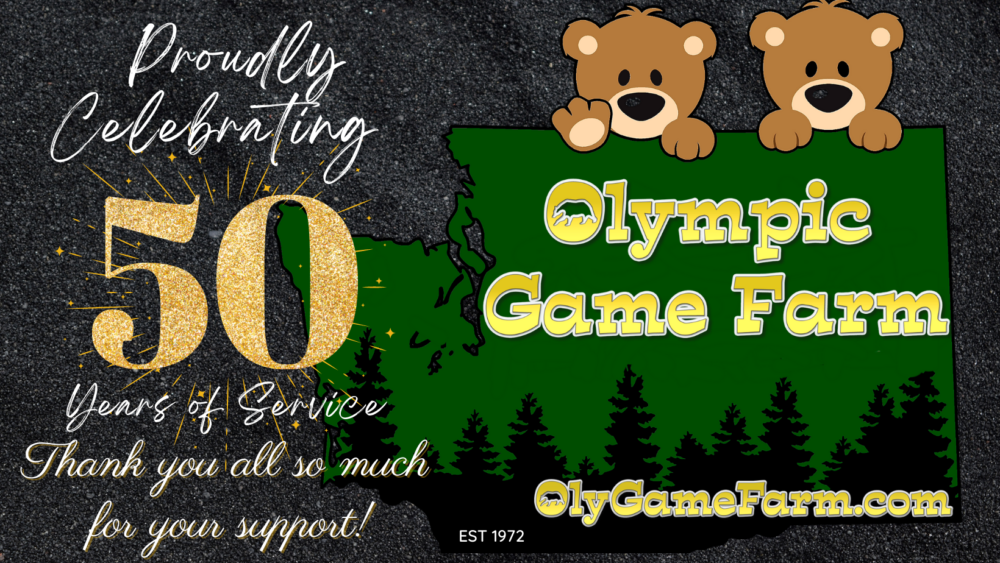 Proudly
Celebrating
50
Years of Service
Thank you all so much
for your support!
Olympic
Game Farm
OlyGameFarm.com
EST 1972